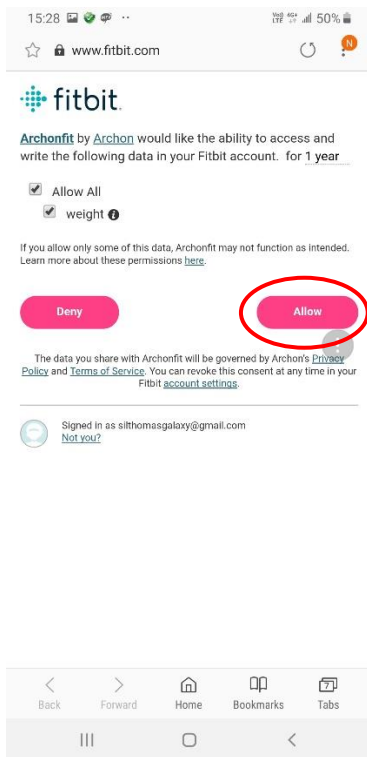 15:28 VoI) LTE 4G+ 50%
www.fitbit.com N
fitbit
Archonfit by Archon would like the ability to access and
write the following data in your Fitbit account. for 1 year
Allow All
weight
If you allow only some of this data, Archonfit may not function as intended.
Learn more about these permissions here.
Deny Allow
The data you share with Archonfit will be governed by Archon's Privacy
Policy and Terms of Service. You can revoke this consent at any time in your
Fitbit account settings.
Signed in as silthomasgalaxy@gmail.com
Not you?
7
Back Forward Home Bookmarks Tabs